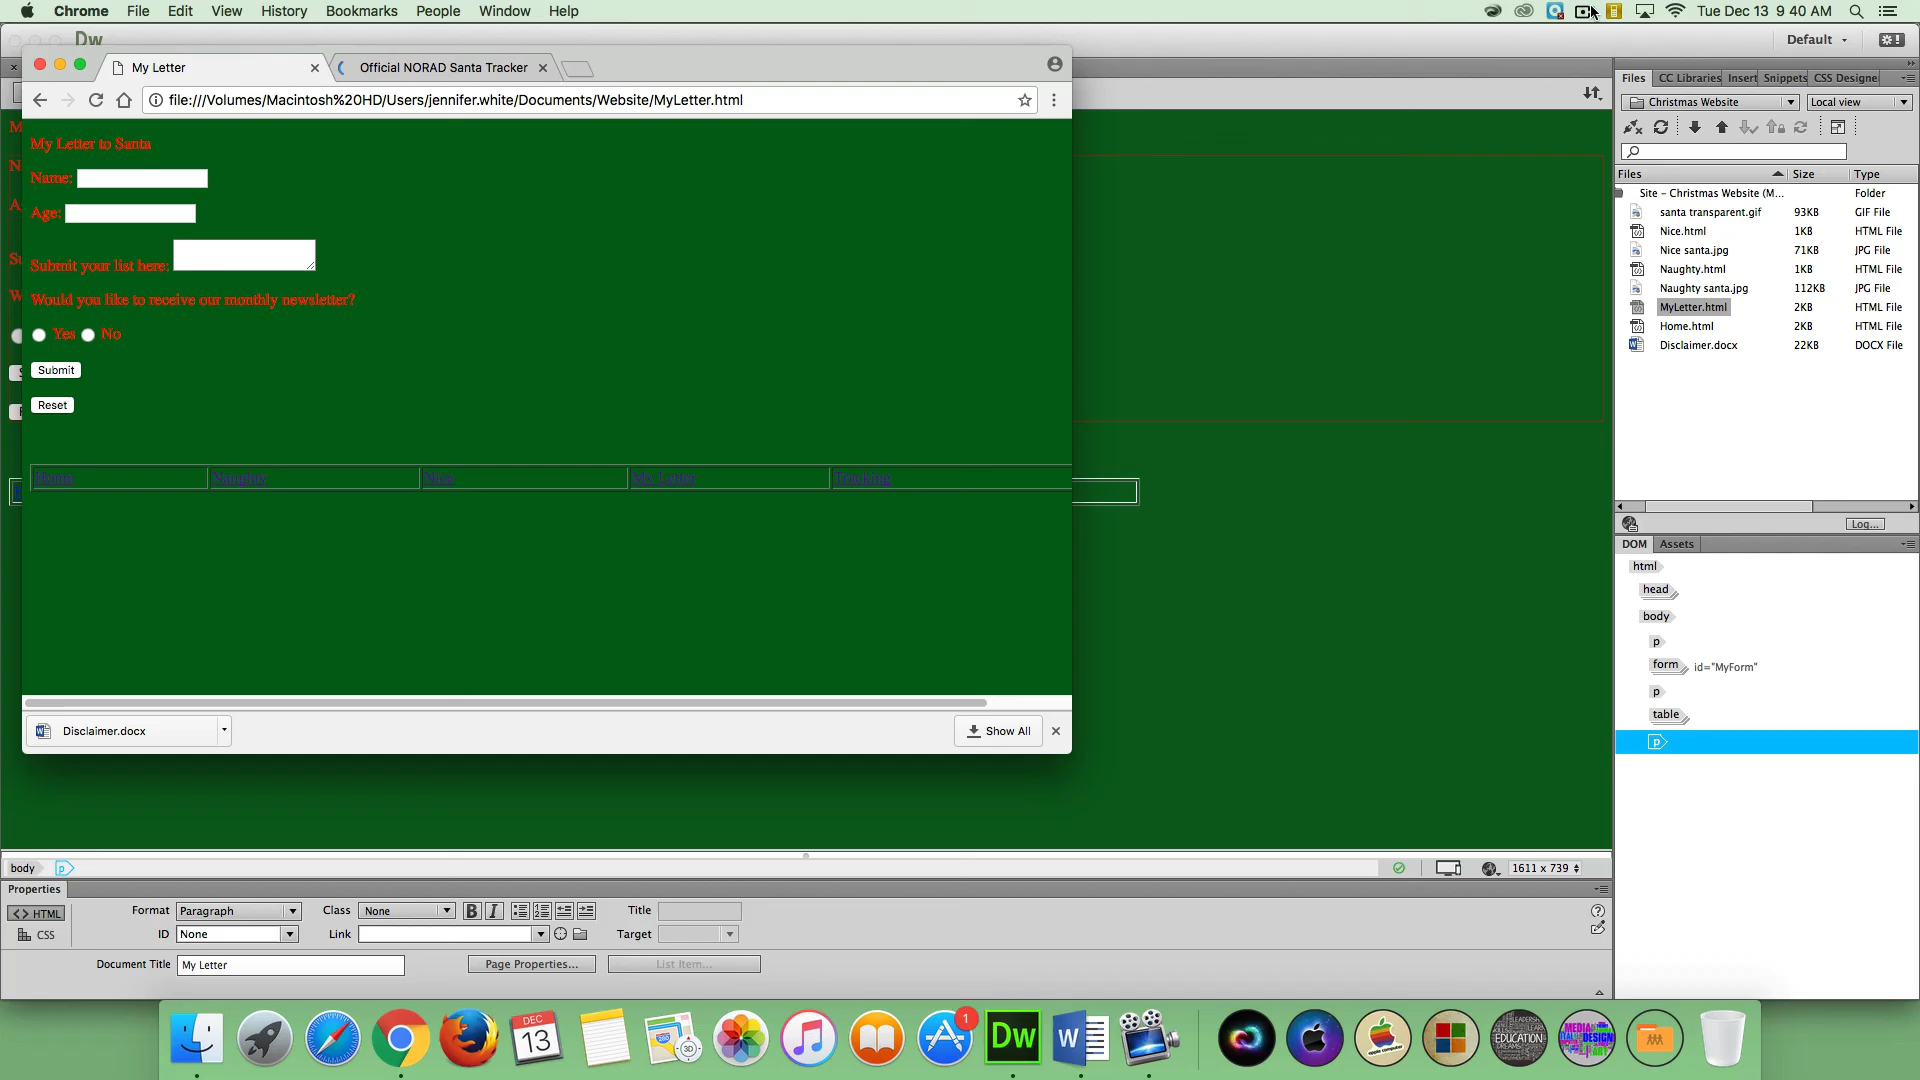 Chrome File Edit View History Bookmarks People Window Help Tue Dec 13 9:40 AM
Dw Default
My Letter Official NORAD Santa Tracker
file:///Volumes/Macintosh%20HD/Users/jennifer.white/Documents/Website/MyLetter.html
My Letter to Santa
Name:
Age:
Submit your list here:
Would you like to receive our monthly newsletter?
Yes No
Submit
Reset
Home Naughty Nice My Letter Tracking
Disclaimer.docx Show All
Files CC Libraries Insert Snippets CSS Designe
Christmas Website Local view
Files Size Type
Site – Christmas Website (M... Folder
santa transparent.gif 93KB GIF File
Nice.html 1KB HTML File
Nice santa.jpg 71KB JPG File
Naughty.html 1KB HTML File
Naughty santa.jpg 112KB JPG File
MyLetter.html 2KB HTML File
Home.html 2KB HTML File
Disclaimer.docx 22KB DOCX File
Log...
DOM Assets
html
head
body
p
form id="MyForm"
p
table
p
body p 1611 x 739
Properties
<> HTML Format Paragraph Class None B I Title
CSS ID None Link Target
Document Title My Letter Page Properties... List Item...
DEC
13
280
3D
1
Dw
W
EDUCATION
MEDIA
DESIGN
ART